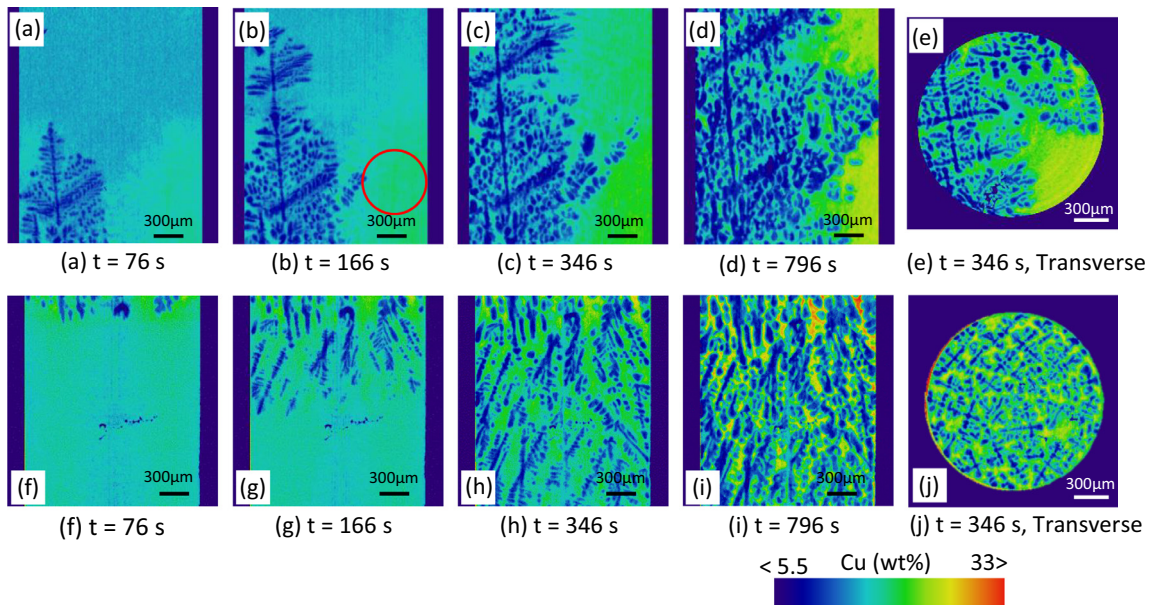 (a) (b) (c) (d) (e)
300µm 300µm 300µm 300µm 300µm
(a) t = 76 s (b) t = 166 s (c) t = 346 s (d) t = 796 s (e) t = 346 s, Transverse
(f) (g) (h) (i) (j)
300µm 300µm 300µm 300µm 300µm
(f) t = 76 s (g) t = 166 s (h) t = 346 s (i) t = 796 s (j) t = 346 s, Transverse
< 5.5 Cu (wt%) 33>